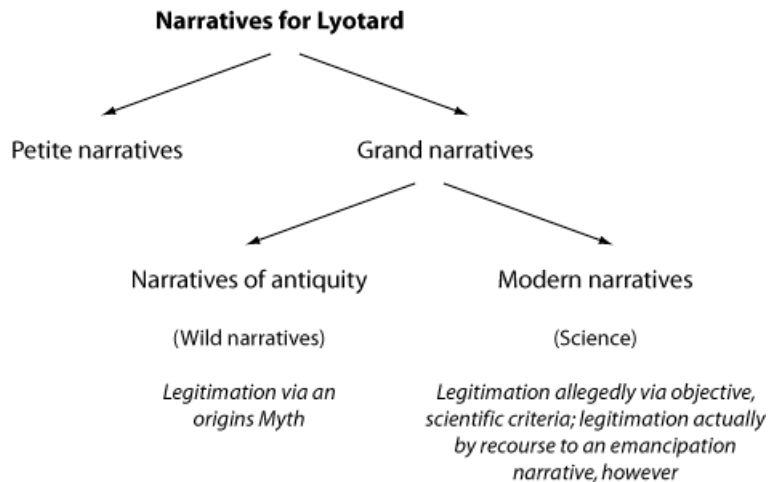 Narratives for Lyotard
Petite narratives
Grand narratives
Narratives of antiquity
Modern narratives
(Wild narratives)
(Science)
Legitimation via an
origins Myth
Legitimation allegedly via objective,
scientific criteria; legitimation actually
by recourse to an emancipation
narrative, however